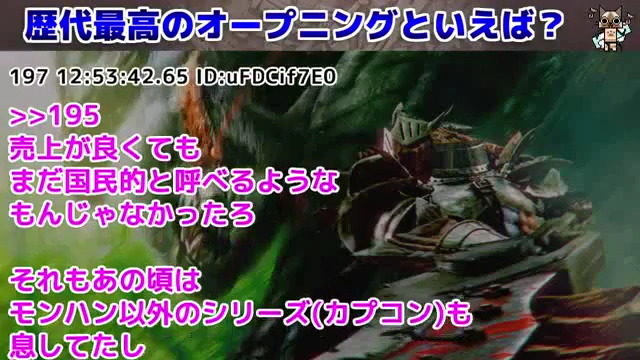 歴代最高のオープニングといえば？
197 12:53:42.65 ID:uFDCif7E0
>>195
売上が良くても
まだ国民的と呼べるような
もんじゃなかったろ
それもあの頃は
モンハン以外のシリーズ(カプコン)も
息してたし